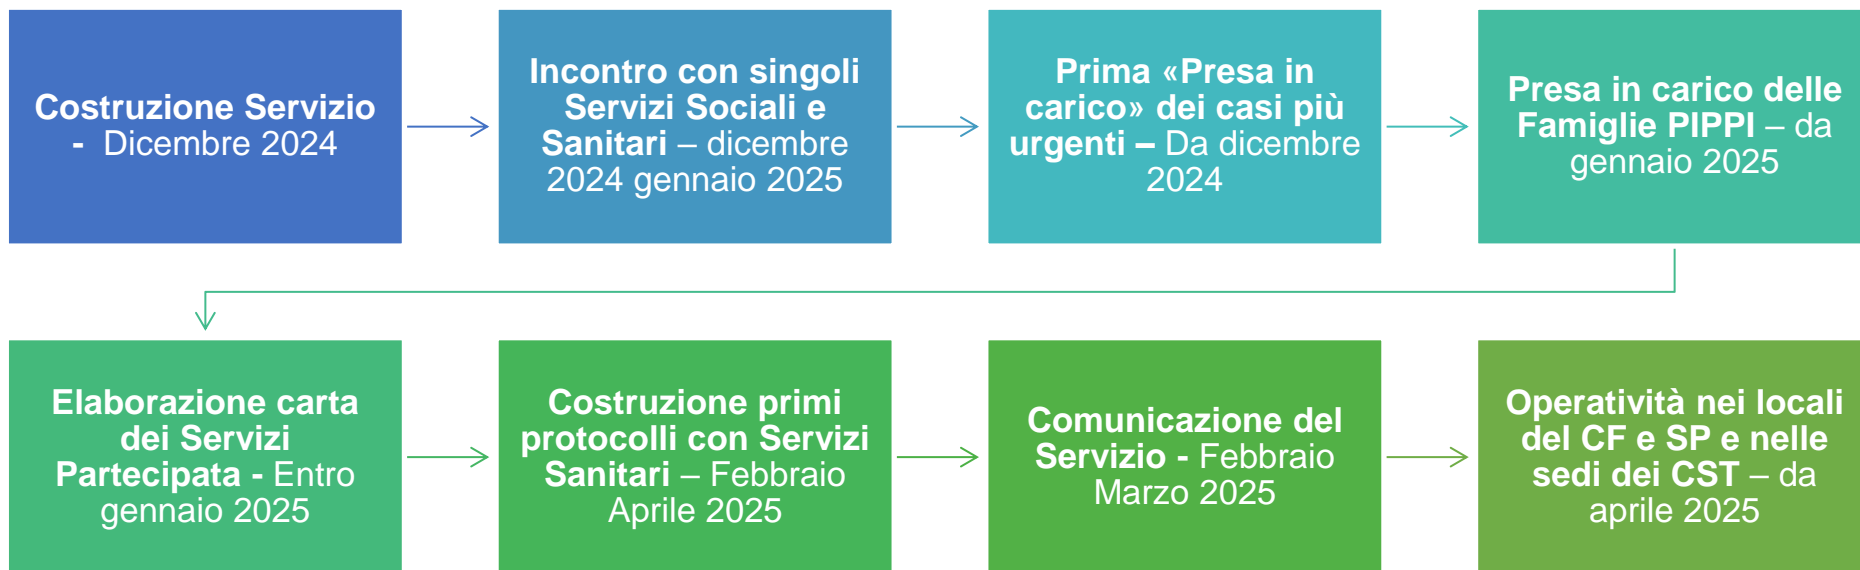 Costruzione Servizio
- Dicembre 2024
Incontro con singoli
Servizi Sociali e
Sanitari – dicembre
2024 gennaio 2025
Prima «Presa in
carico» dei casi più
urgenti – Da dicembre
2024
Presa in carico delle
Famiglie PIPPI – da
gennaio 2025
Elaborazione carta
dei Servizi
Partecipata - Entro
gennaio 2025
Costruzione primi
protocolli con Servizi
Sanitari – Febbraio
Aprile 2025
Comunicazione del
Servizio - Febbraio
Marzo 2025
Operatività nei locali
del CF e SP e nelle
sedi dei CST – da
aprile 2025